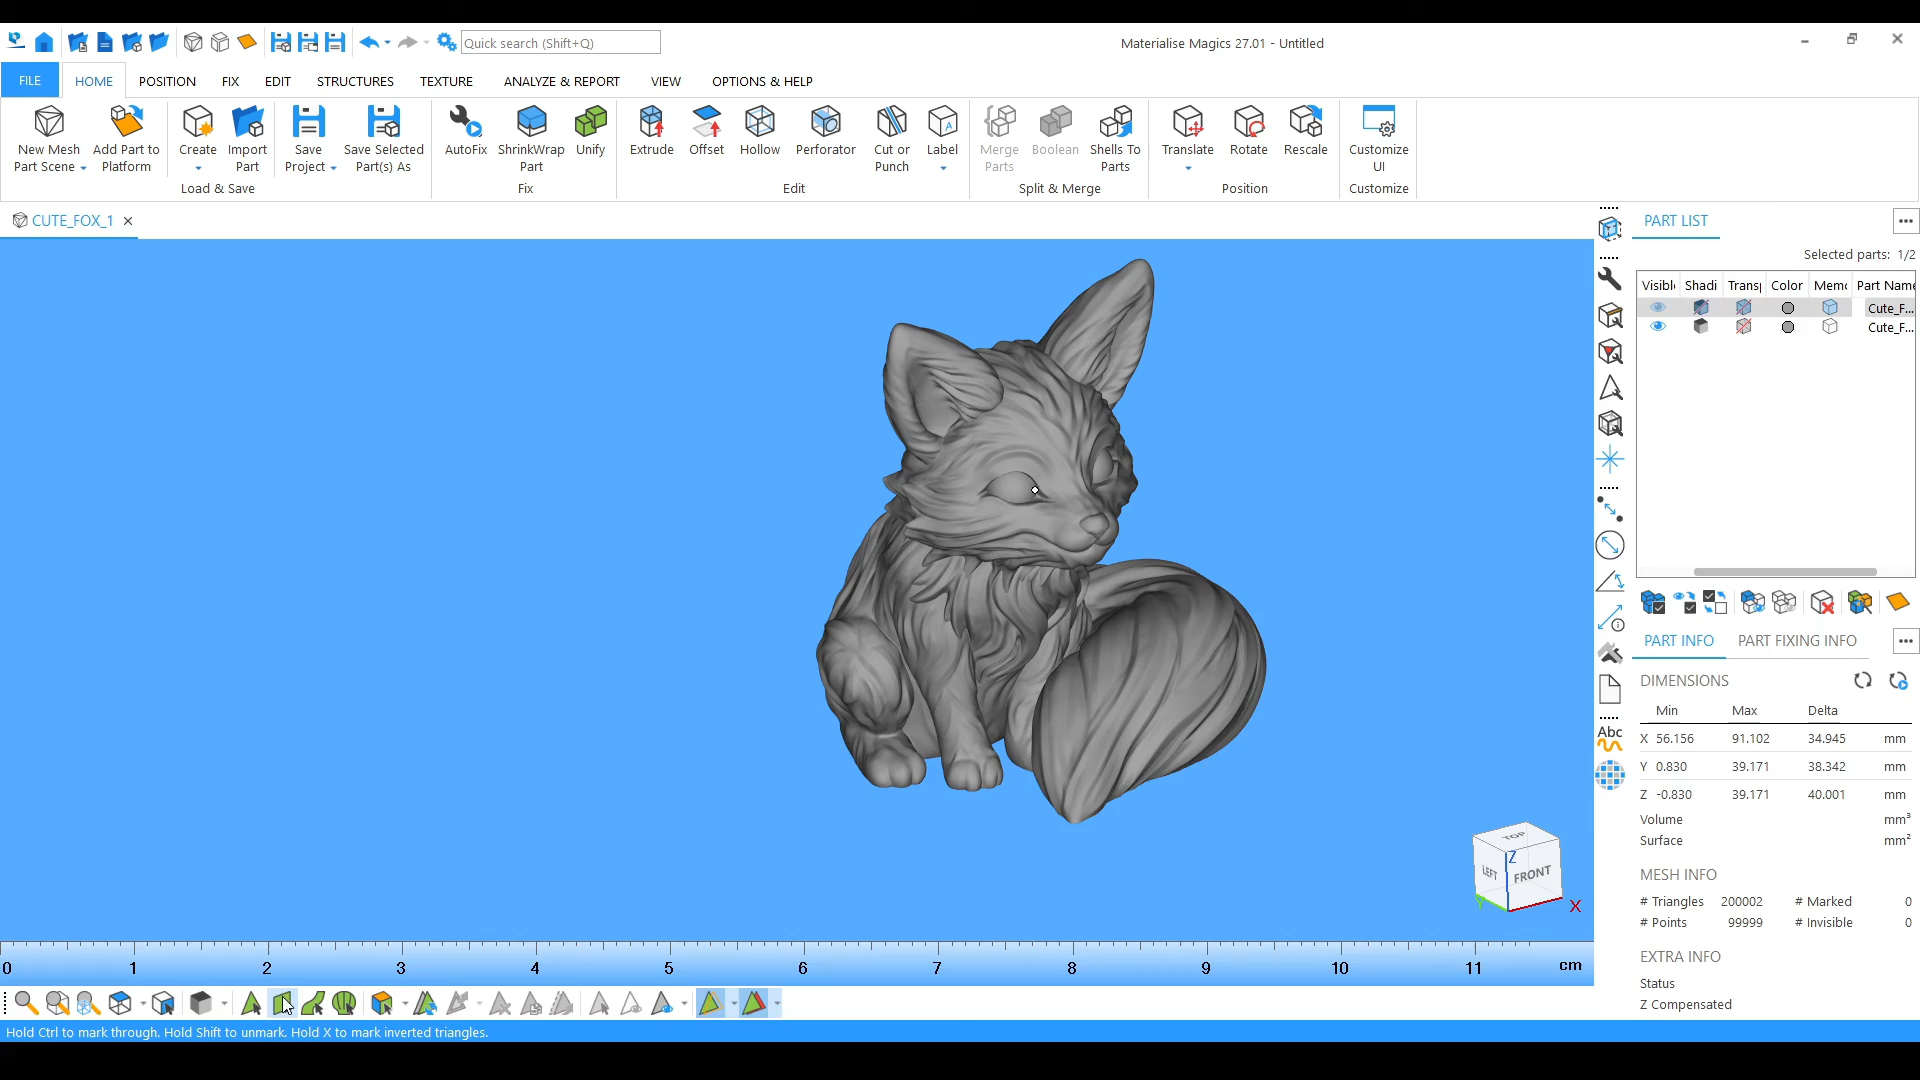 Quick search (Shift+Q)
Materialise Magics 27.01 - Untitled
FILE HOME POSITION FIX EDIT STRUCTURES TEXTURE ANALYZE & REPORT VIEW OPTIONS & HELP
New Mesh Part Scene
Add Part to Platform
Create
Import Part
Save Project
Save Selected Part(s) As
Load & Save
AutoFix
ShrinkWrap Part
Unify
Fix
Extrude
Offset
Hollow
Perforator
Cut or Punch
Label
Edit
Merge Parts
Boolean
Shells To Parts
Split & Merge
Translate
Rotate
Rescale
Position
Customize UI
Customize
CUTE_FOX_1
PART LIST
Selected parts: 1/2
Visibl Shadi Transp Color Memo Part Name
Cute_F...
Cute_F...
PART INFO PART FIXING INFO
DIMENSIONS
Min Max Delta
X 56.156 91.102 34.945 mm
Y 0.830 39.171 38.342 mm
Z -0.830 39.171 40.001 mm
Volume mm³
Surface mm²
MESH INFO
# Triangles 200002 # Marked 0
# Points 99999 # Invisible 0
EXTRA INFO
Status
Z Compensated
Abc
TOP
LEFT
FRONT
Z
Y
X
0 1 2 3 4 5 6 7 8 9 10 11 cm
Hold Ctrl to mark through. Hold Shift to unmark. Hold X to mark inverted triangles.